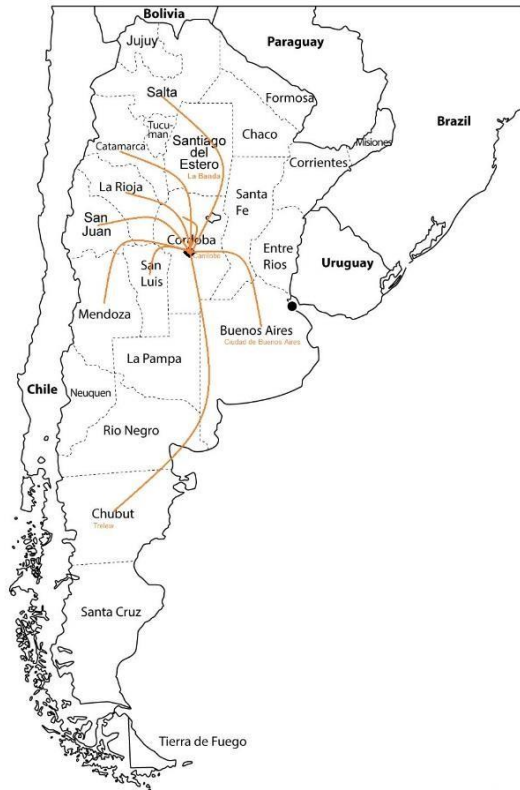 Bolivia
Jujuy
Paraguay
Salta
Formosa
Tucu-
man
Chaco
Brazil
Catamarca
Santiago
del
Estero
La Banda
Misiones
Corrientes
La Rioja
Santa
Fe
San
Juan
Cordoba
Cordoba
Entre
Rios
Uruguay
San
Luis
Mendoza
Buenos Aires
Ciudad de Buenos Aires
La Pampa
Chile
Neuquen
Rio Negro
Chubut
Trelew
Santa Cruz
Tierra de Fuego